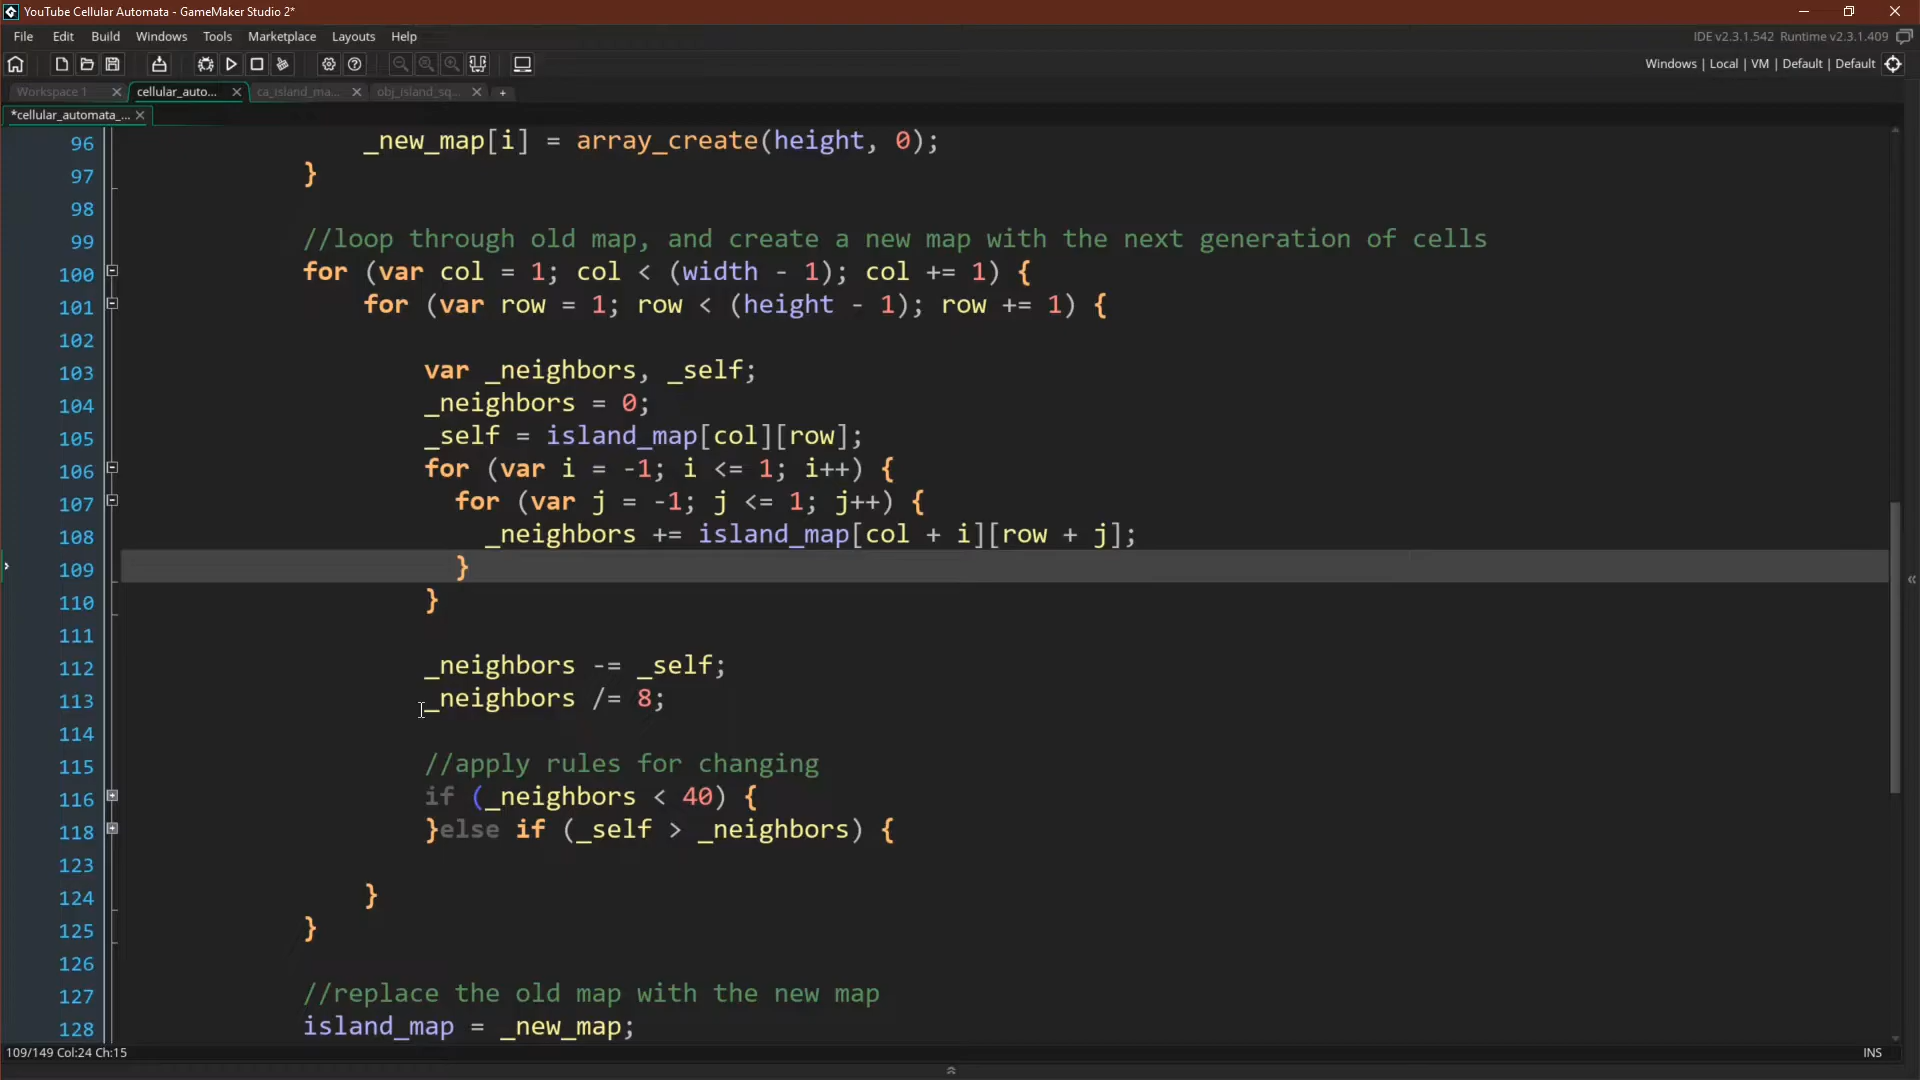 YouTube Cellular Automata - GameMaker Studio 2*
File Edit Build Windows Tools Marketplace Layouts Help
IDE v2.3.1.542 Runtime v2.3.1.409
Windows | Local | VM | Default | Default
Workspace 1 cellular_auto... ca_island_ma... obj_island_sq... +
*cellular_automata_...
96 _new_map[i] = array_create(height, 0);
97 }
98
99 //loop through old map, and create a new map with the next generation of cells
100 for (var col = 1; col < (width - 1); col += 1) {
101 for (var row = 1; row < (height - 1); row += 1) {
102
103 var _neighbors, _self;
104 _neighbors = 0;
105 _self = island_map[col][row];
106 for (var i = -1; i <= 1; i++) {
107 for (var j = -1; j <= 1; j++) {
108 _neighbors += island_map[col + i][row + j];
109 }
110 }
111
112 _neighbors -= _self;
113 _neighbors /= 8;
114
115 //apply rules for changing
116 if (_neighbors < 40) {
118 }else if (_self > _neighbors) {
123
124 }
125 }
126
127 //replace the old map with the new map
128 island_map = _new_map;
109/149 Col:24 Ch:15
INS